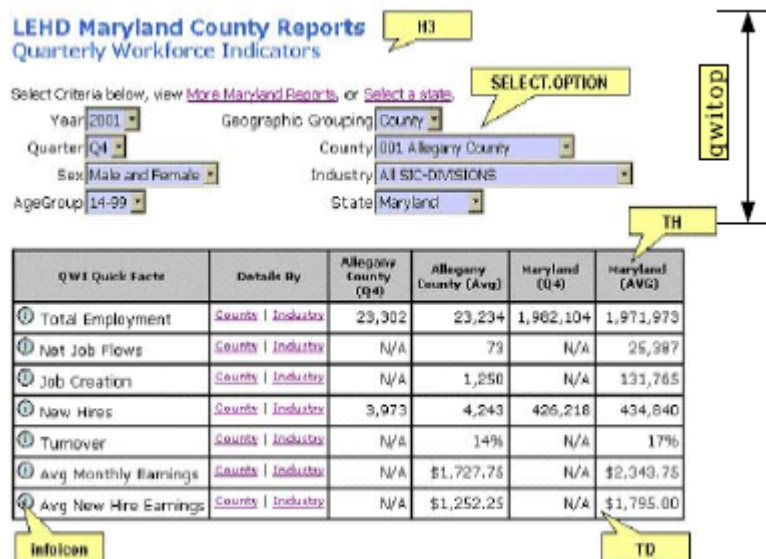 LEHD Maryland County Reports
H3
Quarterly Workforce Indicators
Select Criteria below, view More Maryland Reports, or Select a state.
SELECT.OPTION
qwitop
Year 2001 Geographic Grouping County
Quarter Q4 County 001 Allegany County
Sex Male and Female Industry All SIC-DIVISIONS
AgeGroup 14-99 State Maryland
TH
QWI Quick Facts Details By Allegany County (Q4) Allegany County (Avg) Maryland (Q4) Maryland (AVG)
Total Employment County | Industry 23,302 23,234 1,982,104 1,971,973
Net Job Flows County | Industry N/A 73 N/A 25,387
Job Creation County | Industry N/A 1,250 N/A 131,765
New Hires County | Industry 3,973 4,243 426,218 434,840
Turnover County | Industry N/A 14% N/A 17%
Avg Monthly Earnings County | Industry N/A $1,727.75 N/A $2,343.75
Avg New Hire Earnings County | Industry N/A $1,252.25 N/A $1,795.00
infoicon
TD